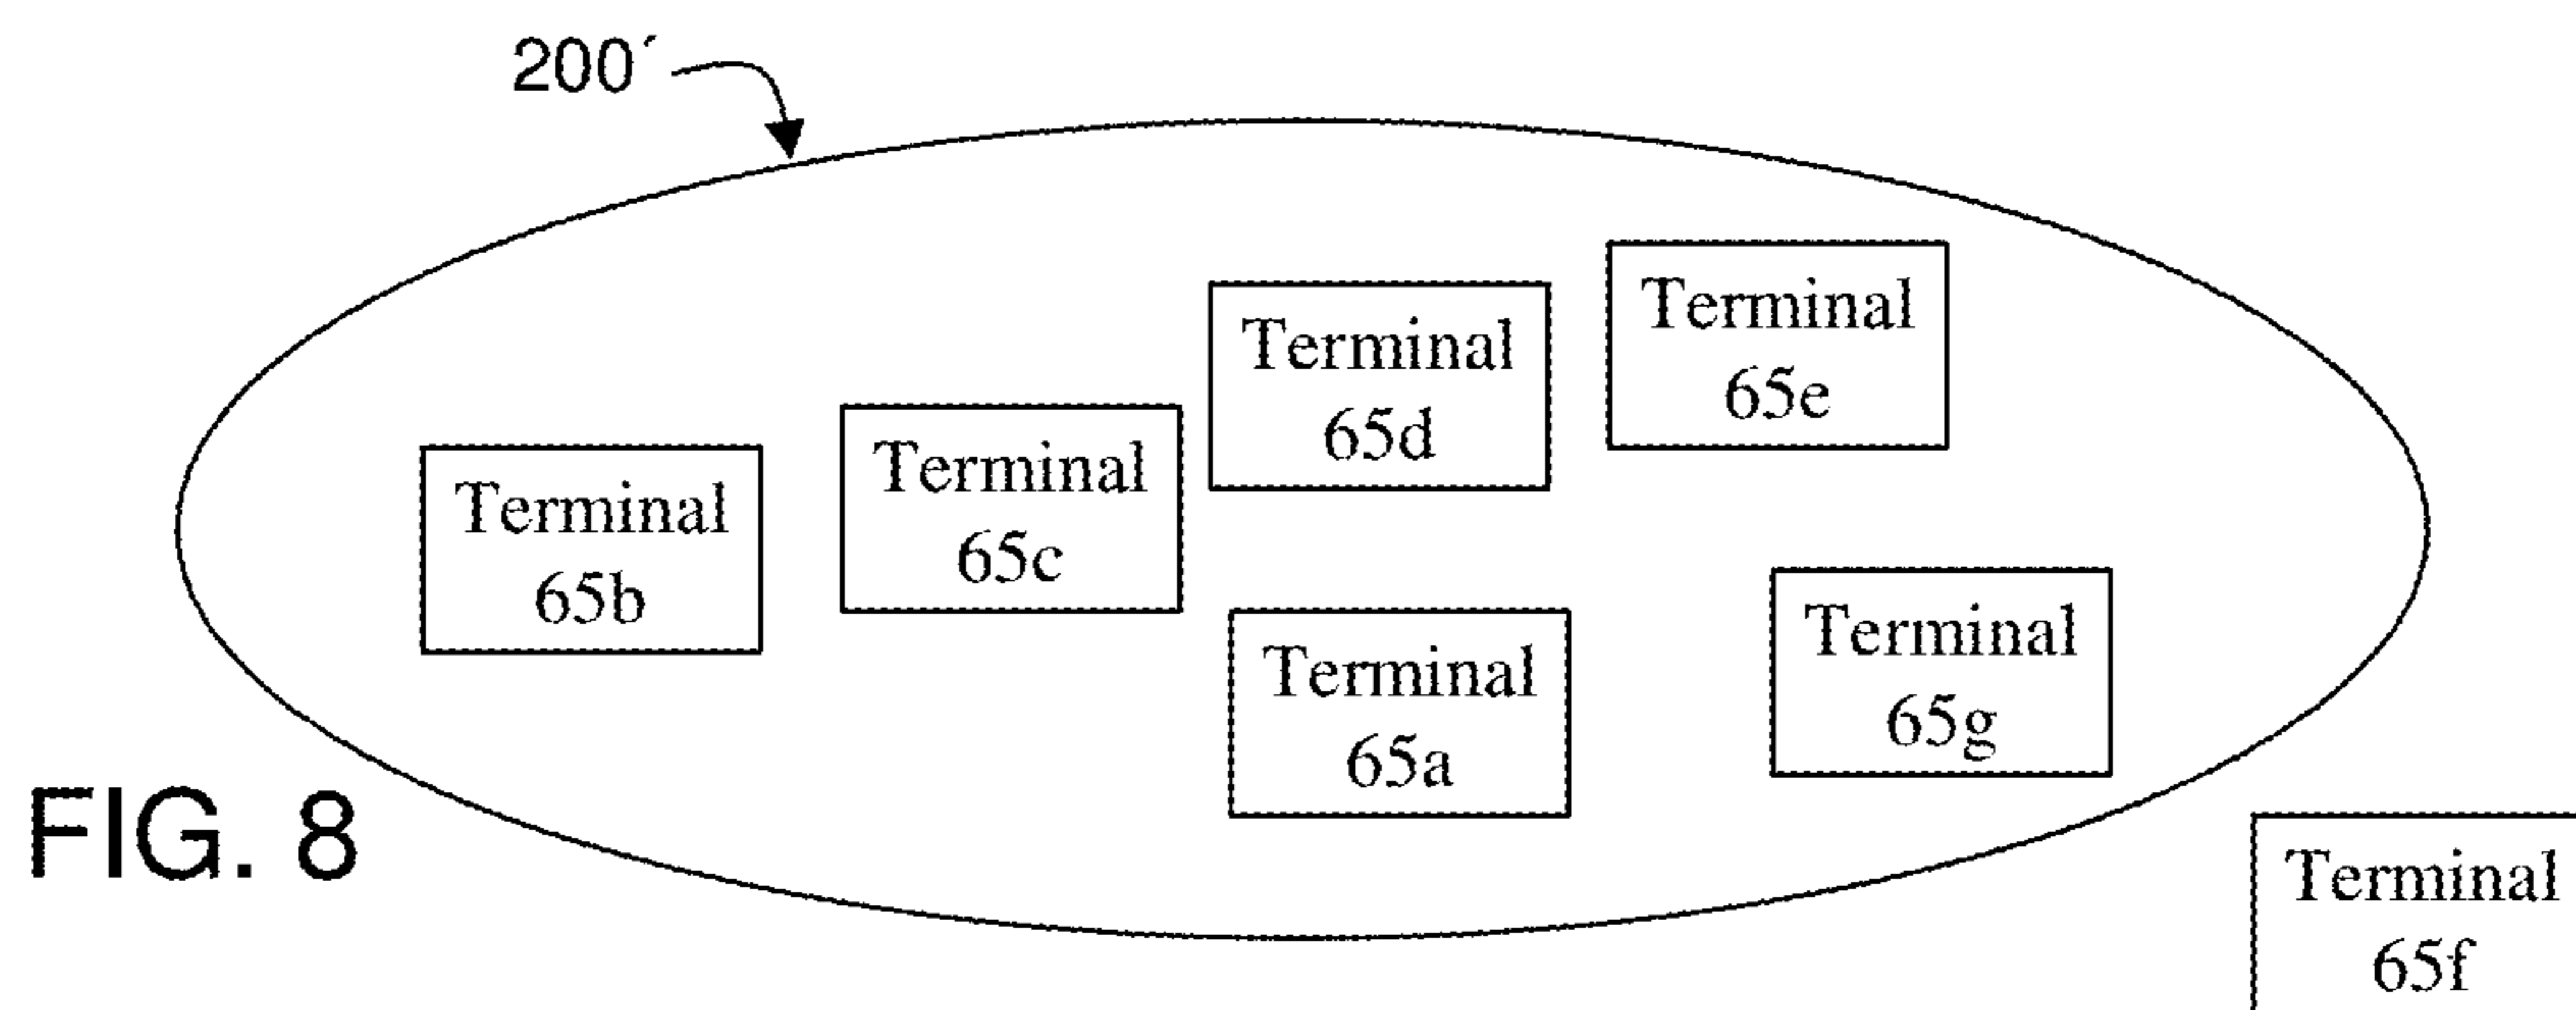 200´
Terminal
65e
Terminal
65d
Terminal
65c
Terminal
65b
Terminal
65g
Terminal
65a
FIG. 8
Terminal
65f